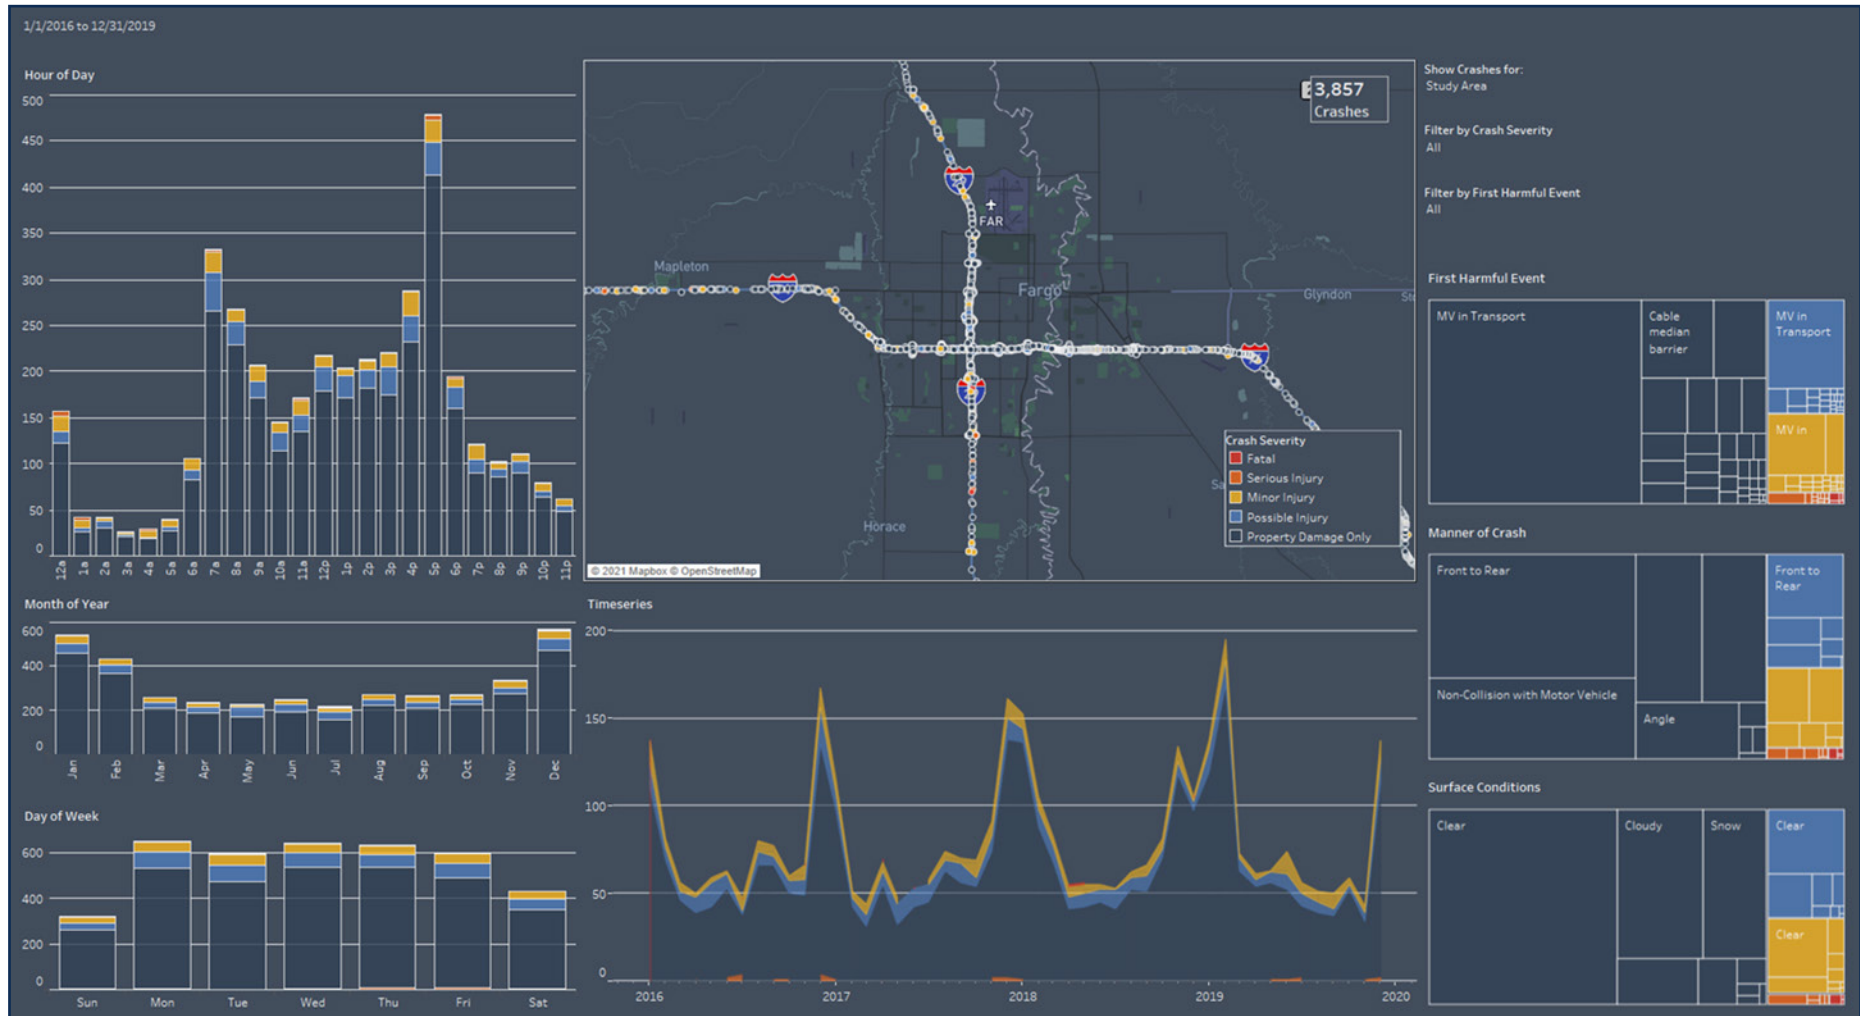 1/1/2016 to 12/31/2019
Hour of Day
500
450
400
350
300
250
200
150
100
50
0
12a
1a
2a
3a
4a
5a
6a
7a
8a
9a
10a
11a
12p
1p
2p
3p
4p
5p
6p
7p
8p
9p
10p
11p
3,857
Crashes
FAR
Mapleton
Fargo
Glyndon
Horace
Crash Severity
Fatal
Serious Injury
Minor Injury
Possible Injury
Property Damage Only
© 2021 Mapbox © OpenStreetMap
Show Crashes for:
Study Area
Filter by Crash Severity
All
Filter by First Harmful Event
All
First Harmful Event
MV in Transport
Cable
median
barrier
MV in
Transport
MV in
Manner of Crash
Front to Rear
Non-Collision with Motor Vehicle
Angle
Front to
Rear
Surface Conditions
Clear
Cloudy
Snow
Clear
Clear
Month of Year
600
400
200
0
Jan
Feb
Mar
Apr
May
Jun
Jul
Aug
Sep
Oct
Nov
Dec
Day of Week
600
400
200
0
Sun
Mon
Tue
Wed
Thu
Fri
Sat
Timeseries
200
150
100
50
0
2016
2017
2018
2019
2020